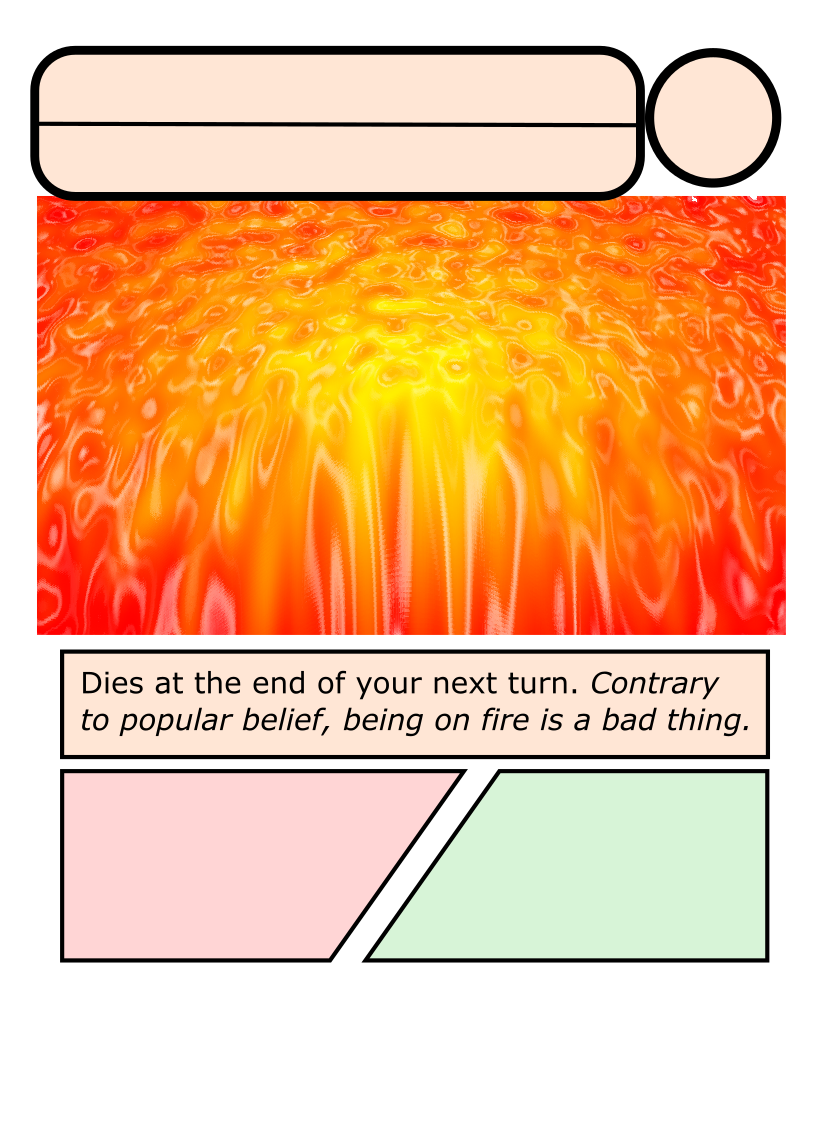 Dies at the end of your next turn. Contrary
to popular belief, being on fire is a bad thing.